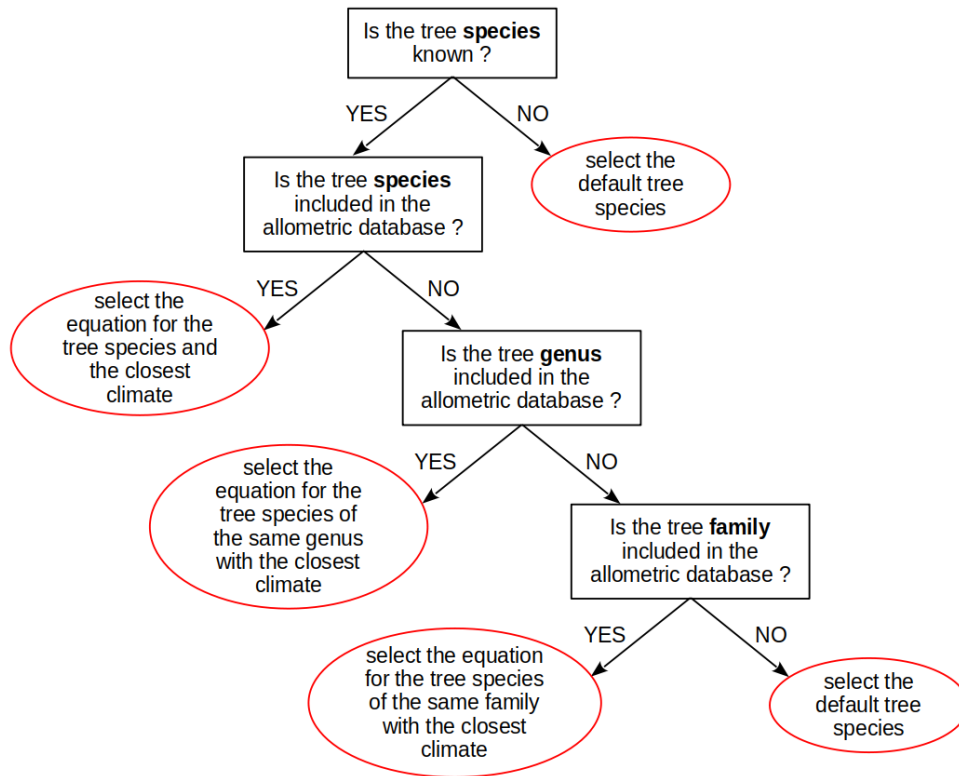 Is the tree species
known ?
YES
NO
Is the tree species
included in the
allometric database ?
select the
default tree
species
YES
NO
select the
equation for the
tree species and
the closest
climate
Is the tree genus
included in the
allometric database ?
YES
NO
select the
equation for the
tree species of
the same genus
with the closest
climate
Is the tree family
included in the
allometric database ?
YES
NO
select the equation
for the tree species
of the same family
with the closest
climate
select the
default tree
species